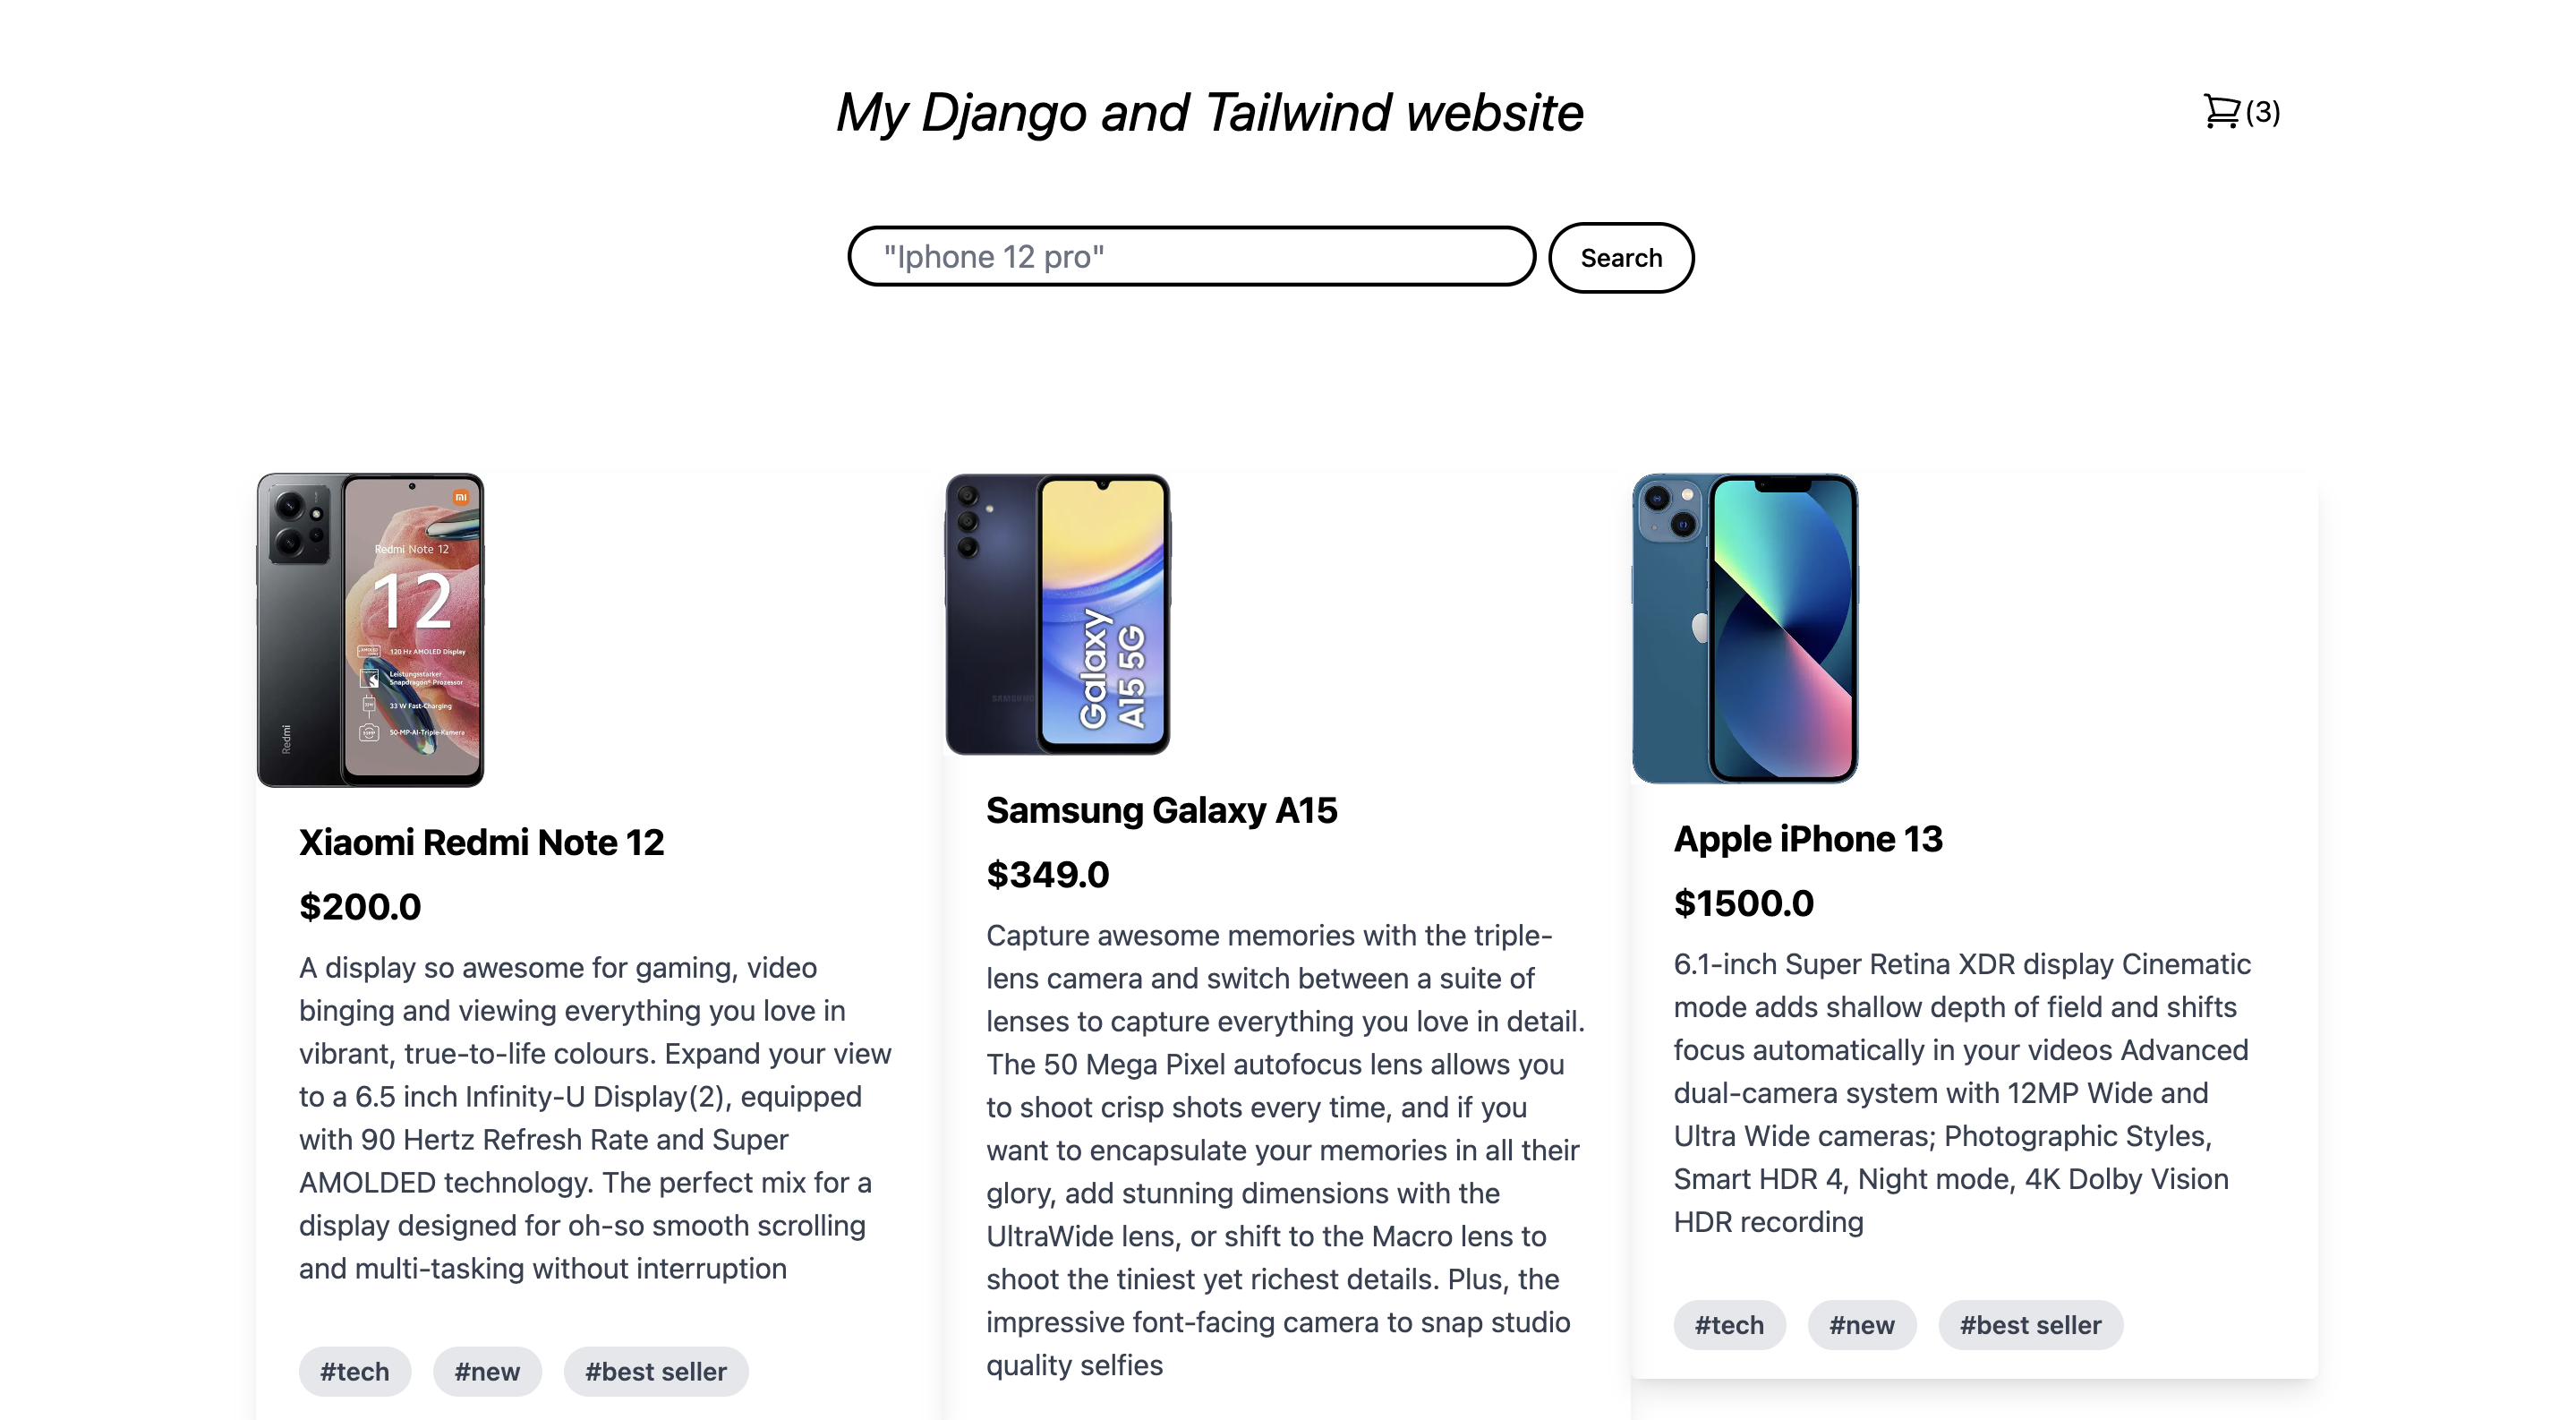 My Django and Tailwind website
(3)
"Iphone 12 pro"
Search
mi
Redmi Note 12
12
120 Hz AMOLED Display
Leistungsstarker
Snapdragon® Prozessor
33 W Fast-Charging
50-MP-AI-Triple-Kamera
Redmi
Xiaomi Redmi Note 12
$200.0
A display so awesome for gaming, video
binging and viewing everything you love in
vibrant, true-to-life colours. Expand your view
to a 6.5 inch Infinity-U Display(2), equipped
with 90 Hertz Refresh Rate and Super
AMOLDED technology. The perfect mix for a
display designed for oh-so smooth scrolling
and multi-tasking without interruption
#tech #new #best seller
SAMSUNG
Galaxy
A15 5G
Samsung Galaxy A15
$349.0
Capture awesome memories with the triple-
lens camera and switch between a suite of
lenses to capture everything you love in detail.
The 50 Mega Pixel autofocus lens allows you
to shoot crisp shots every time, and if you
want to encapsulate your memories in all their
glory, add stunning dimensions with the
UltraWide lens, or shift to the Macro lens to
shoot the tiniest yet richest details. Plus, the
impressive font-facing camera to snap studio
quality selfies
Apple iPhone 13
$1500.0
6.1-inch Super Retina XDR display Cinematic
mode adds shallow depth of field and shifts
focus automatically in your videos Advanced
dual-camera system with 12MP Wide and
Ultra Wide cameras; Photographic Styles,
Smart HDR 4, Night mode, 4K Dolby Vision
HDR recording
#tech #new #best seller